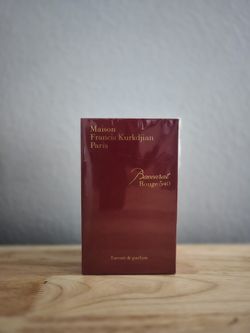 Maison
Francis Kurkdjian
Paris
Baccarat
Rouge 540
Extrait de parfum